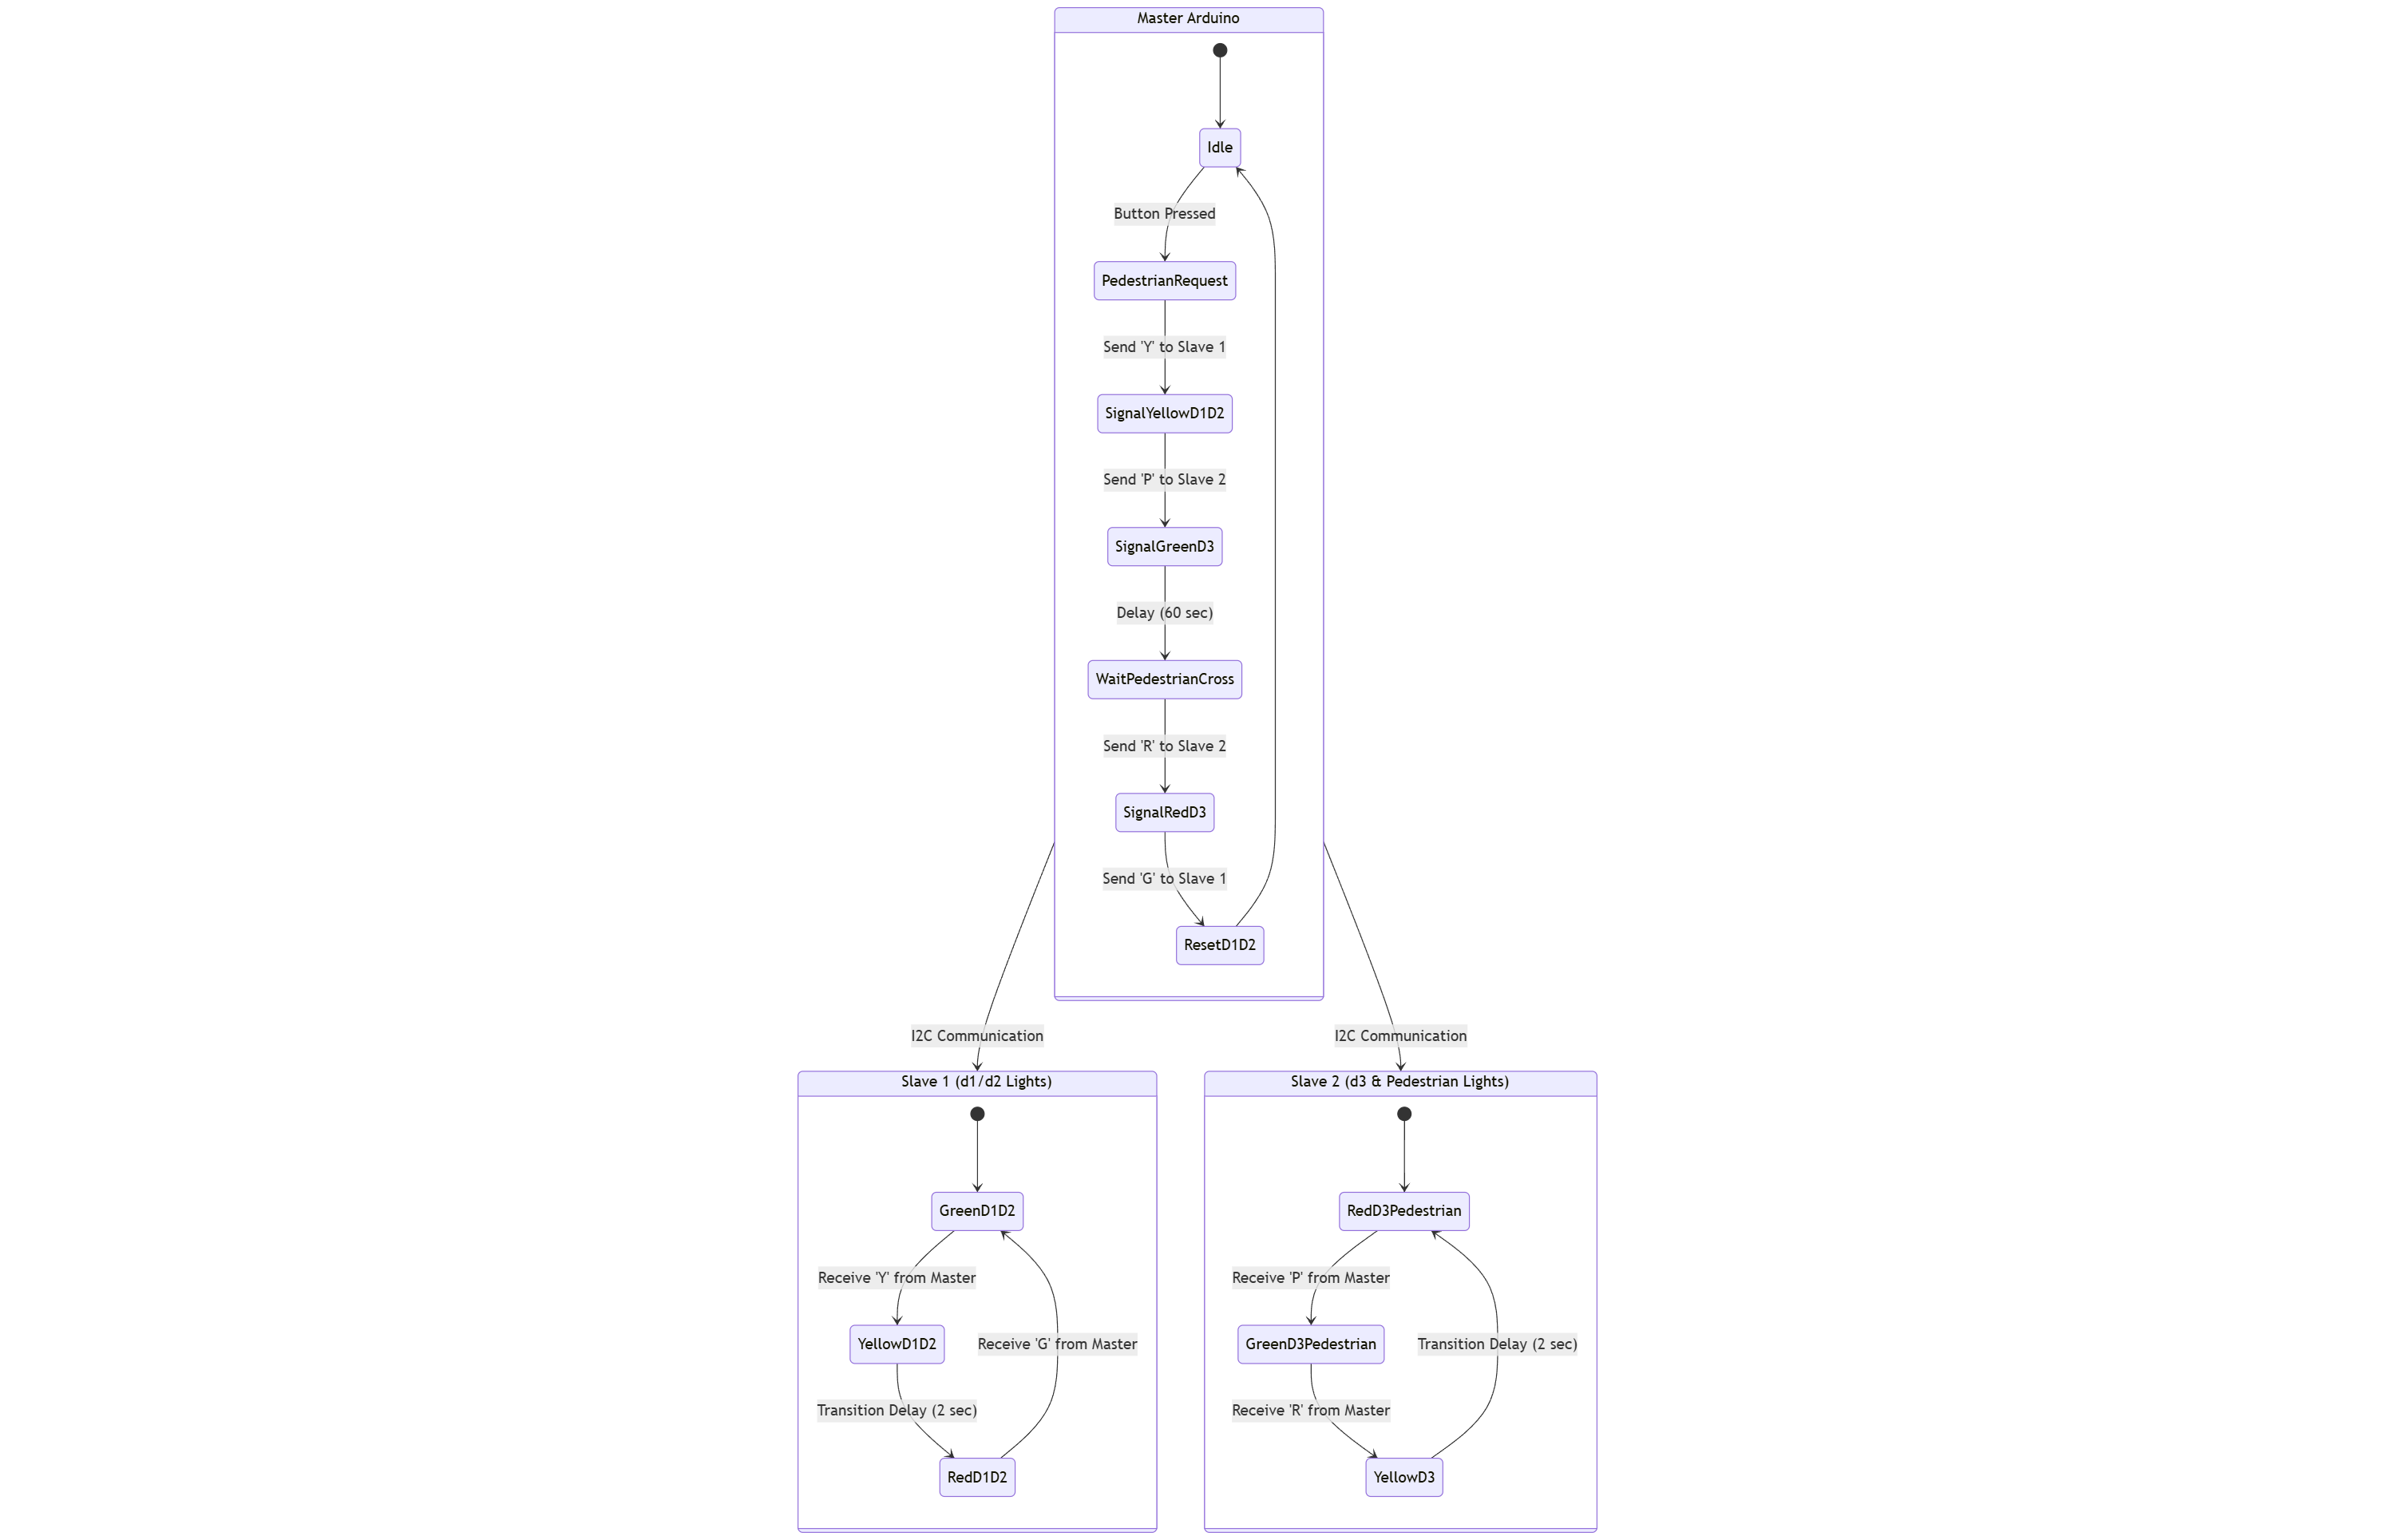 Master Arduino
Idle
Button Pressed
PedestrianRequest
Send 'Y' to Slave 1
SignalYellowD1D2
Send 'P' to Slave 2
SignalGreenD3
Delay (60 sec)
WaitPedestrianCross
Send 'R' to Slave 2
SignalRedD3
Send 'G' to Slave 1
ResetD1D2
I2C Communication
I2C Communication
Slave 1 (d1/d2 Lights)
GreenD1D2
Receive 'Y' from Master
YellowD1D2
Receive 'G' from Master
Transition Delay (2 sec)
RedD1D2
Slave 2 (d3 & Pedestrian Lights)
RedD3Pedestrian
Receive 'P' from Master
GreenD3Pedestrian
Transition Delay (2 sec)
Receive 'R' from Master
YellowD3